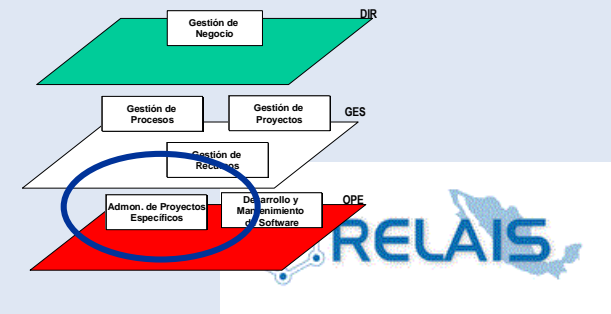 DIR
Gestión de
Negocio
Gestión de
Procesos
Gestión de
Proyectos
GES
Gestión de
Recursos
Admon. de Proyectos
Específicos
Desarrollo y
Mantenimiento
de Software
OPE
RELAIS